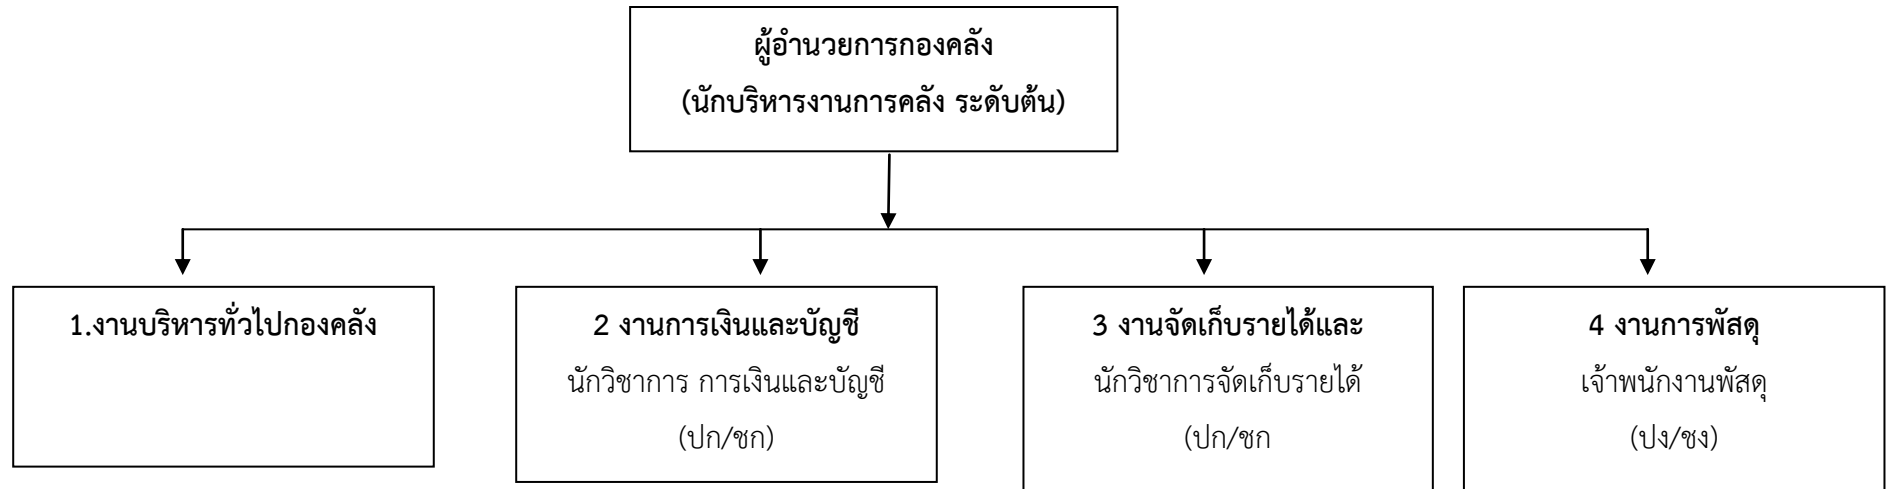 ผู้อำนวยการกองคลัง
(นักบริหารงานการคลัง ระดับต้น)
1.งานบริหารทั่วไปกองคลัง
2 งานการเงินและบัญชี
นักวิชาการ การเงินและบัญชี
(ปก/ชก)
3 งานจัดเก็บรายได้และ
นักวิชาการจัดเก็บรายได้
(ปก/ชก
4 งานการพัสดุ
เจ้าพนักงานพัสดุ
(ปง/ชง)